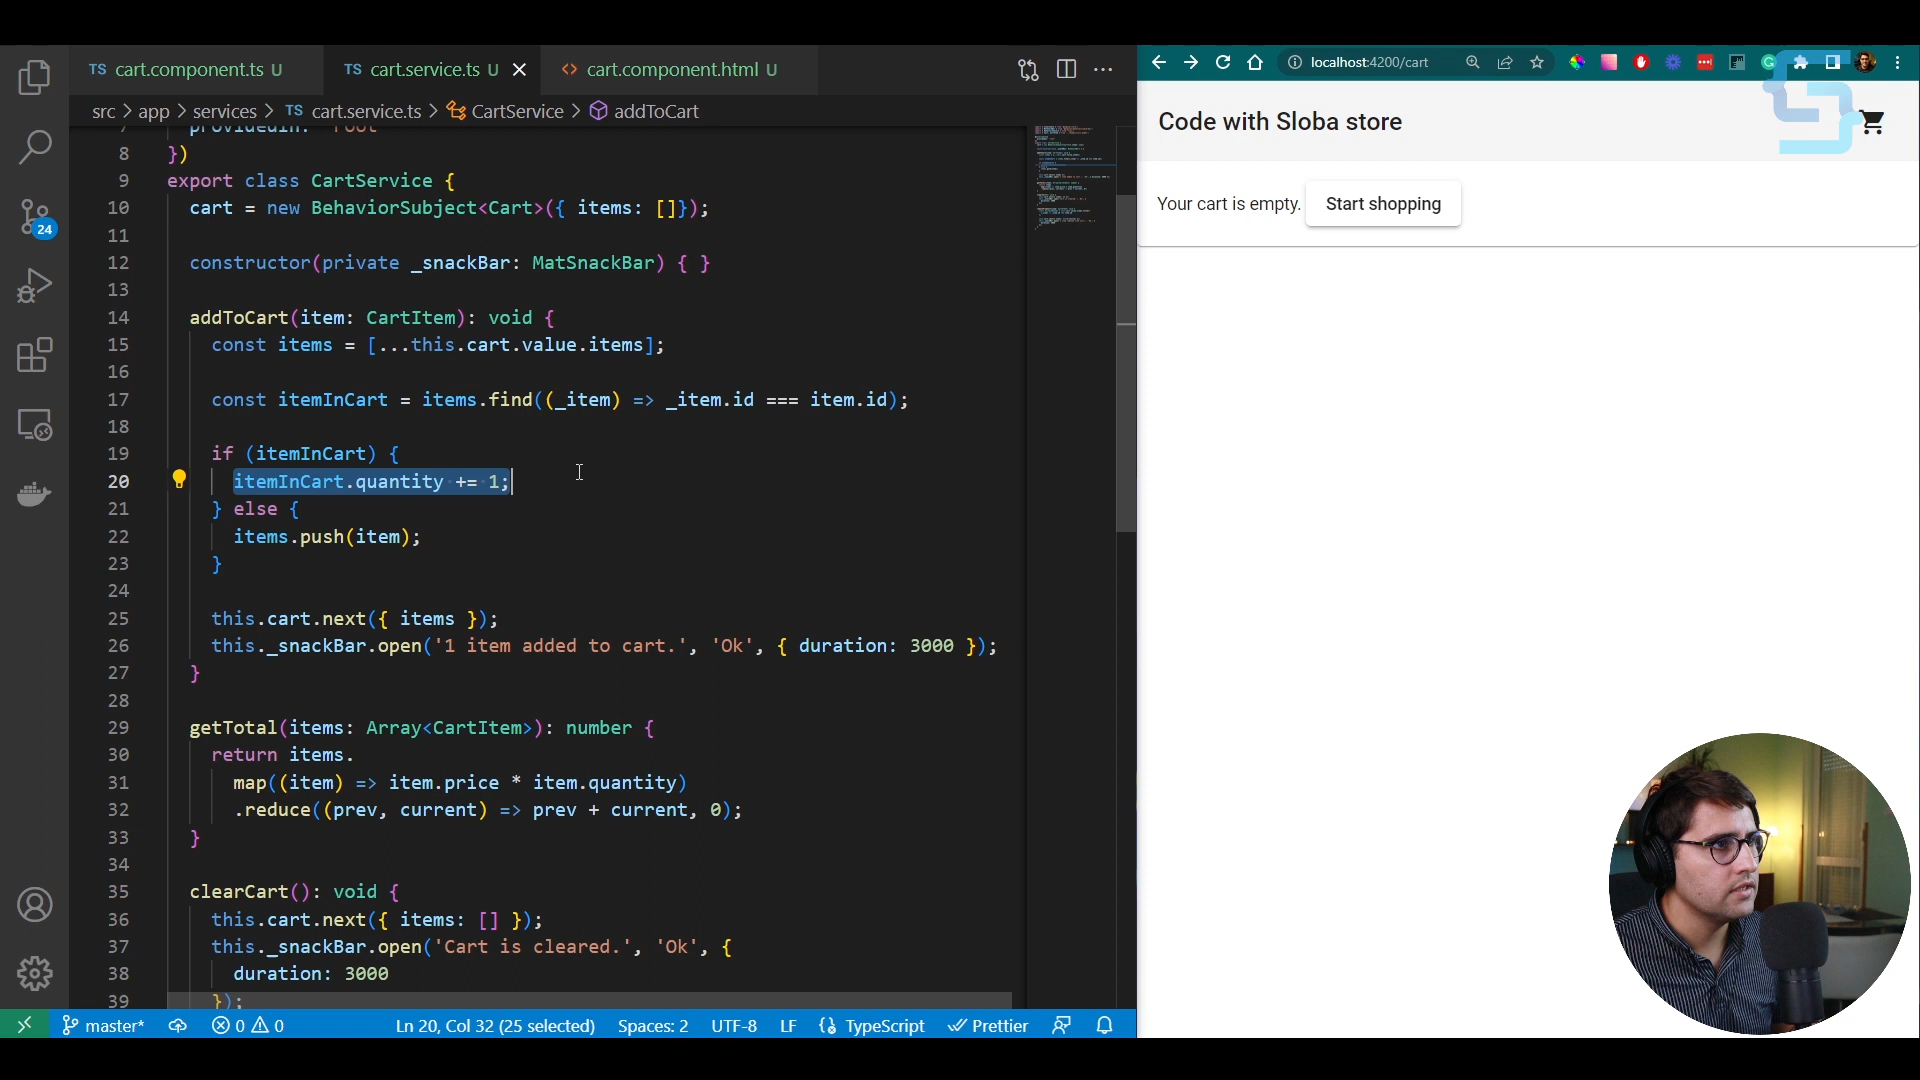 TS cart.component.ts U
TS cart.service.ts U
<> cart.component.html U
src > app > services > TS cart.service.ts > CartService > addToCart
7 providedIn: 'root'
8 })
9 export class CartService {
10 cart = new BehaviorSubject<Cart>({ items: []});
11
12 constructor(private _snackBar: MatSnackBar) { }
13
14 addToCart(item: CartItem): void {
15 const items = [...this.cart.value.items];
16
17 const itemInCart = items.find((_item) => _item.id === item.id);
18
19 if (itemInCart) {
20 itemInCart.quantity += 1;
21 } else {
22 items.push(item);
23 }
24
25 this.cart.next({ items });
26 this._snackBar.open('1 item added to cart.', 'Ok', { duration: 3000 });
27 }
28
29 getTotal(items: Array<CartItem>): number {
30 return items.
31 map((item) => item.price * item.quantity)
32 .reduce((prev, current) => prev + current, 0);
33 }
34
35 clearCart(): void {
36 this.cart.next({ items: [] });
37 this._snackBar.open('Cart is cleared.', 'Ok', {
38 duration: 3000
39 });
24
master* 0 0 Ln 20, Col 32 (25 selected) Spaces: 2 UTF-8 LF TypeScript Prettier
localhost:4200/cart
Code with Sloba store
Your cart is empty. Start shopping